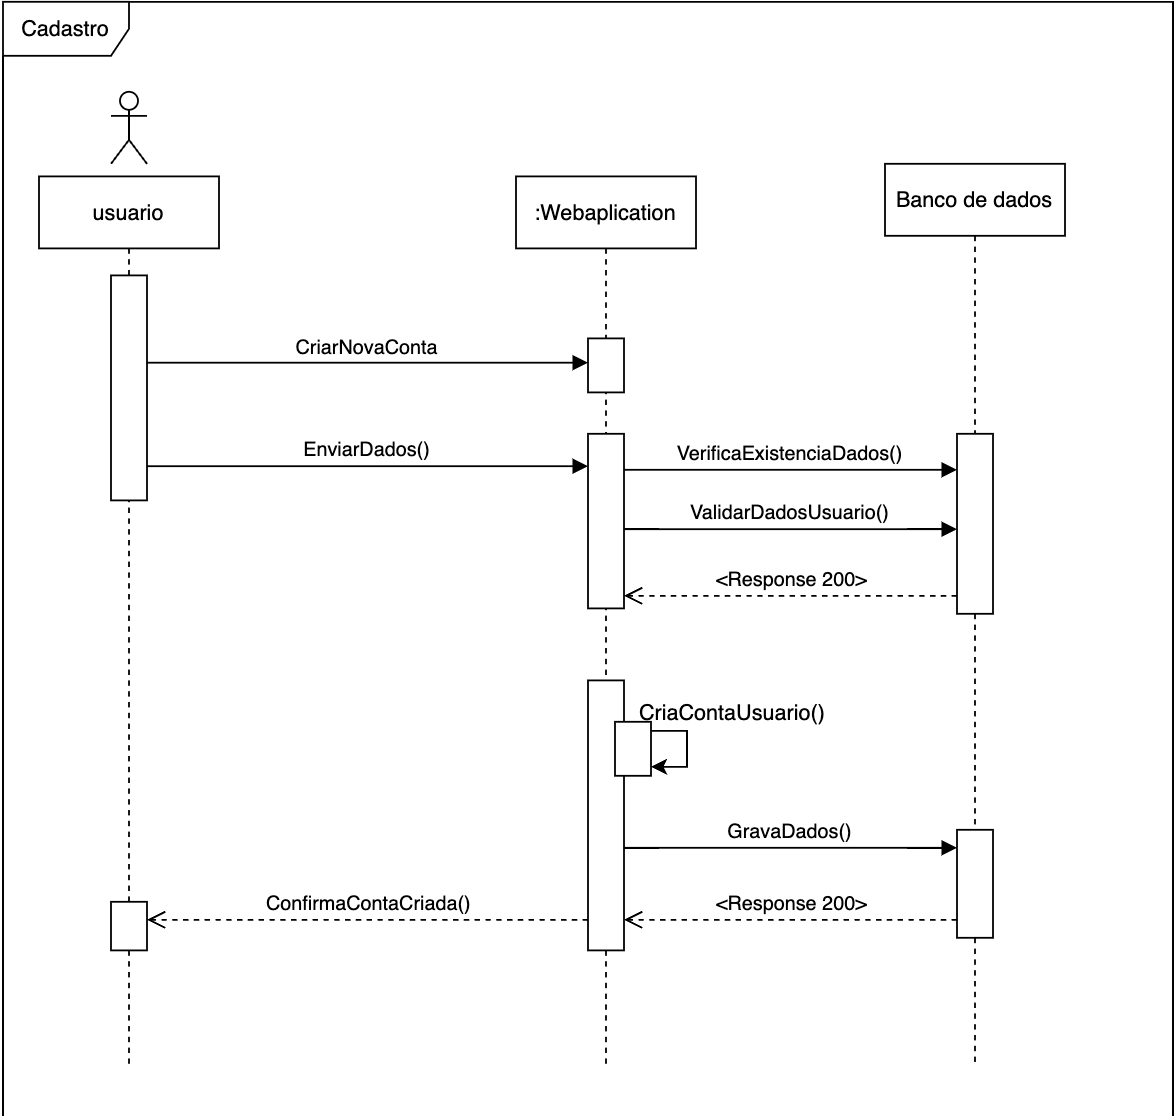 Cadastro
usuario
:Webaplication
Banco de dados
CriarNovaConta
EnviarDados()
VerificaExistenciaDados()
ValidarDadosUsuario()
<Response 200>
CriaContaUsuario()
GravaDados()
ConfirmaContaCriada()
<Response 200>